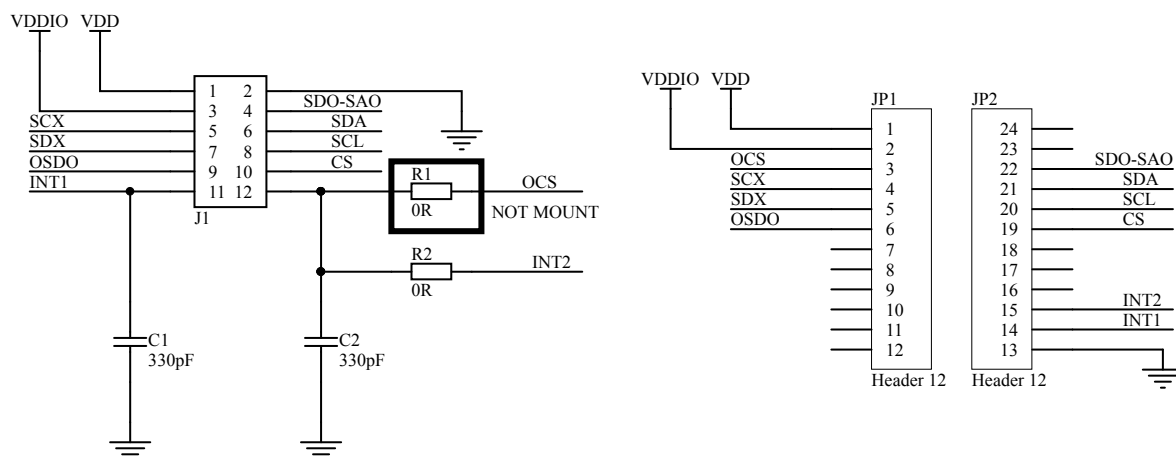 VDDIO VDD
1 2
3 4 SDO-SAO
SCX 5 6 SDA
SDX 7 8 SCL
OSDO 9 10 CS
INT1 11 12
J1
R1
0R
OCS
NOT MOUNT
R2
0R
INT2
C1
330pF
C2
330pF
VDDIO VDD
JP1
1
2
OCS 3
SCX 4
SDX 5
OSDO 6
7
8
9
10
11
12
Header 12
JP2
24
23
22 SDO-SAO
21 SDA
20 SCL
19 CS
18
17
16
15 INT2
14 INT1
13
Header 12